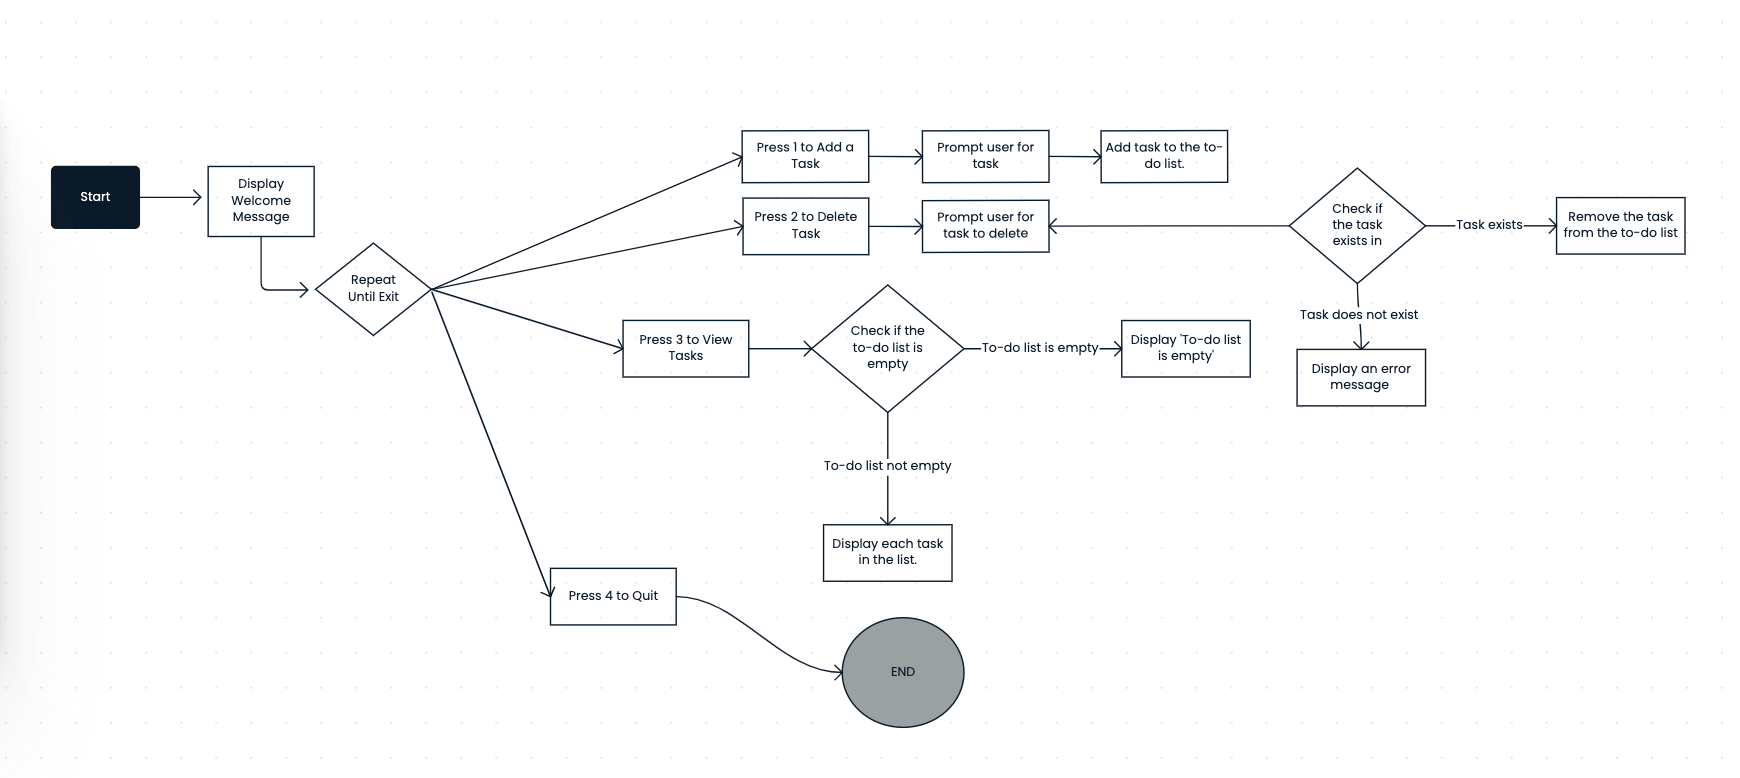 Start
Display
Welcome
Message
Repeat
Until Exit
Press 1 to Add a
Task
Prompt user for
task
Add task to the to-
do list.
Press 2 to Delete
Task
Prompt user for
task to delete
Check if
the task
exists in
Task exists
Remove the task
from the to-do list
Task does not exist
Display an error
message
Press 3 to View
Tasks
Check if the
to-do list is
empty
To-do list is empty
Display 'To-do list
is empty'
To-do list not empty
Display each task
in the list.
Press 4 to Quit
END